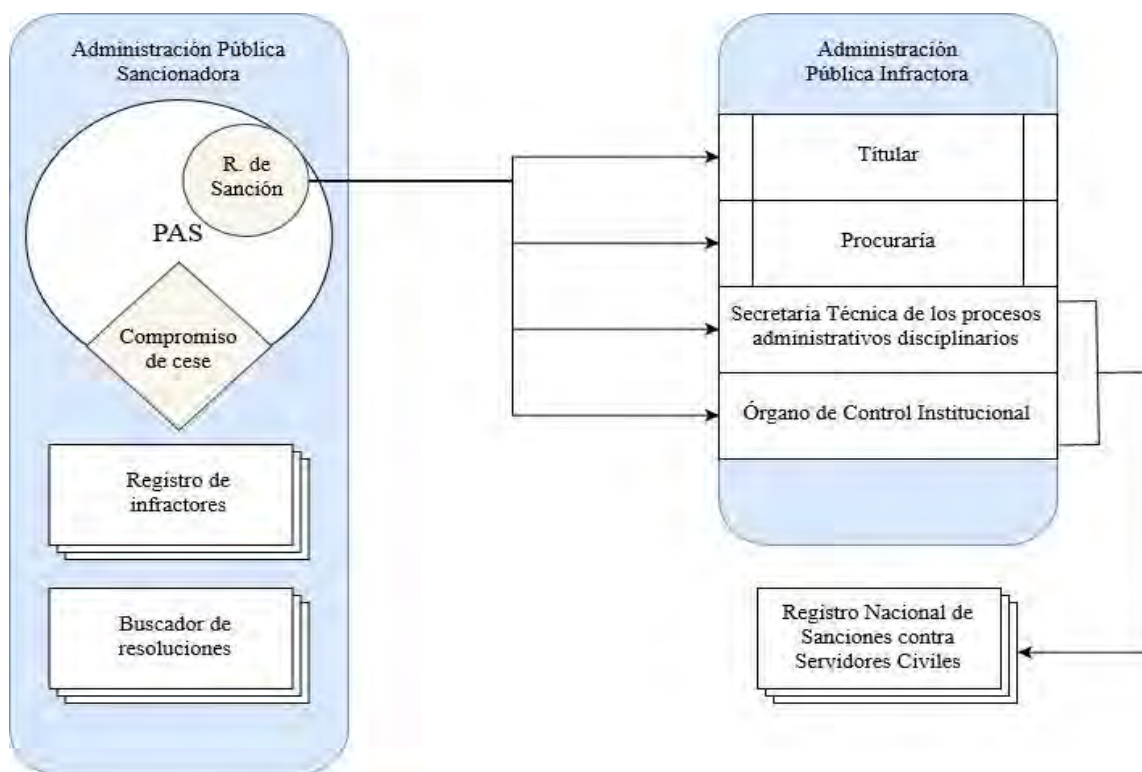 Administración Pública
Sancionadora
R. de
Sanción
PAS
Compromiso
de cese
Registro de
infractores
Buscador de
resoluciones
Administración
Pública Infractora
Títular
Procuraría
Secretaría Técnica de los procesos
administrativos disciplinarios
Órgano de Control Institucional
Registro Nacional de
Sanciones contra
Servidores Civiles